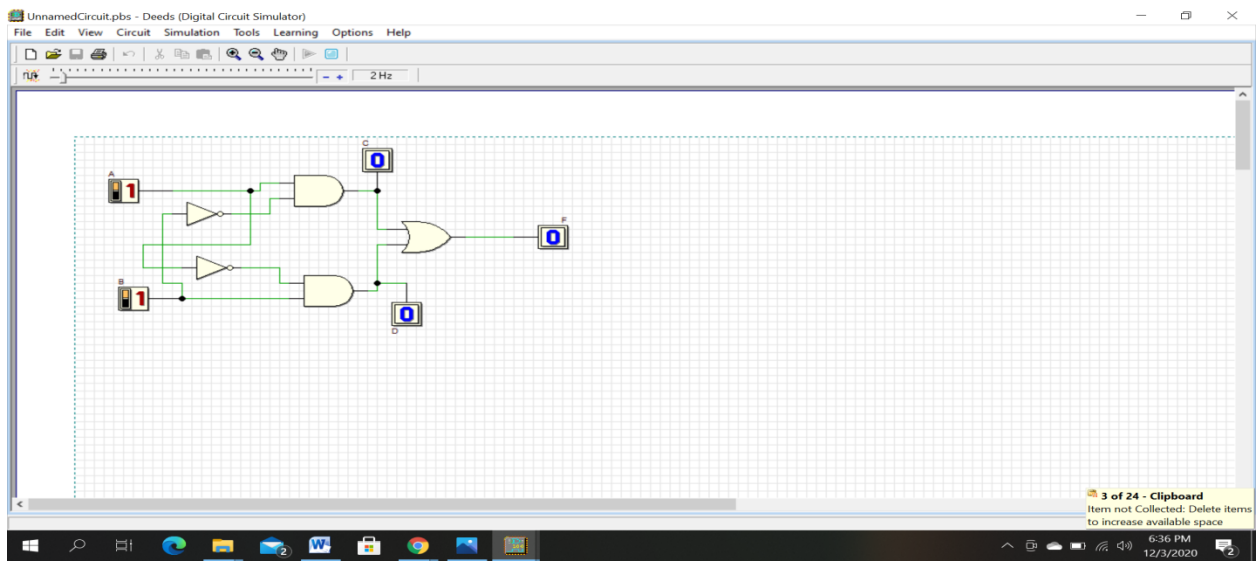 UnnamedCircuit.pbs - Deeds (Digital Circuit Simulator)
File Edit View Circuit Simulation Tools Learning Options Help
- + 2 Hz
C
0
A
1
F
0
B
1
0
D
3 of 24 - Clipboard
Item not Collected: Delete items
to increase available space
2
W
6:36 PM
12/3/2020
2